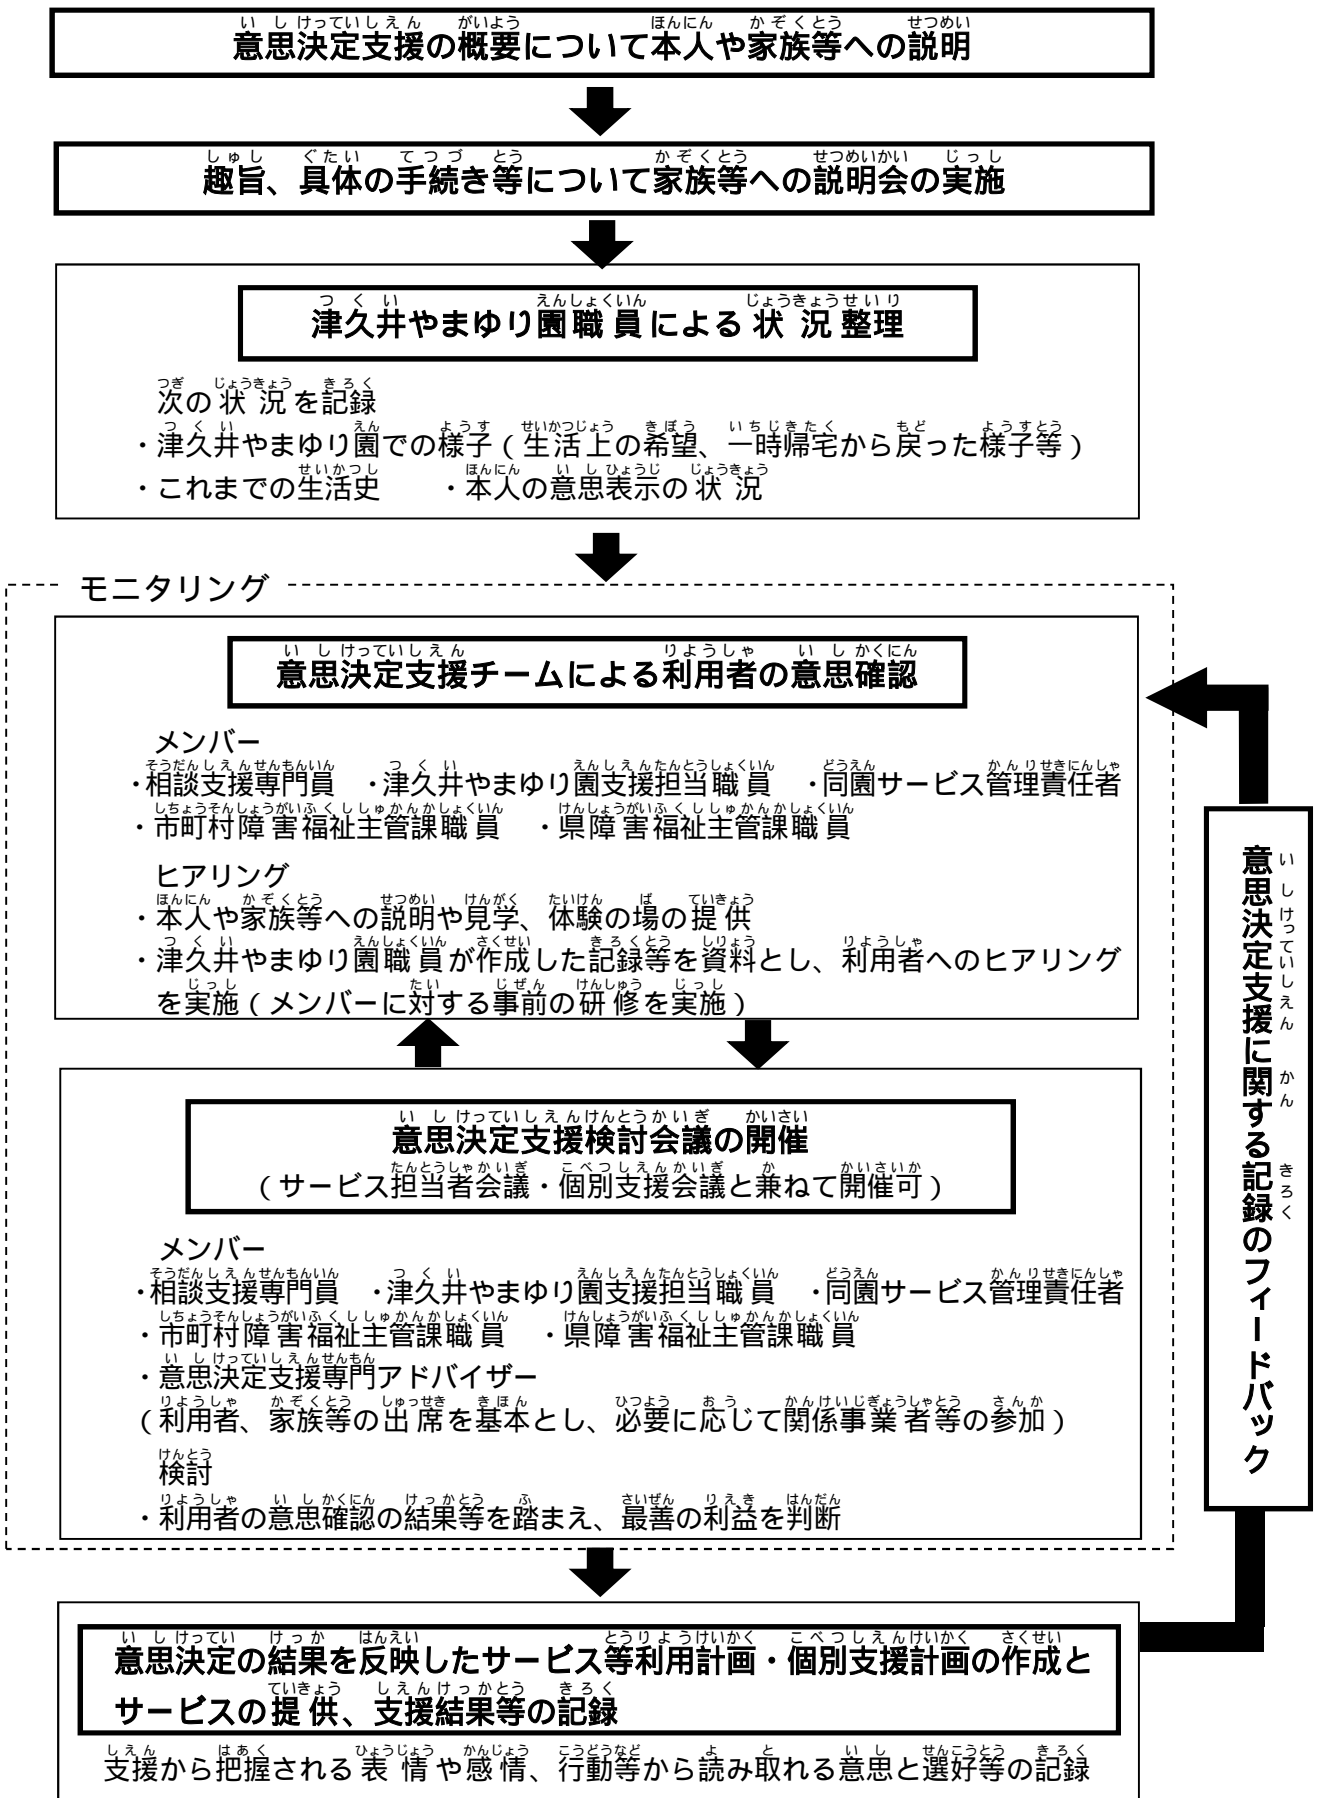 意思決定支援の概要について本人や家族等への説明
趣旨、具体の手続き等について家族等への説明会の実施
津久井やまゆり園職員による状況整理
次の状況を記録
・津久井やまゆり園での様子（生活上の希望、一時帰宅から戻った様子等）
・これまでの生活史　　・本人の意思表示の状況
モニタリング
意思決定支援チームによる利用者の意思確認
メンバー
・相談支援専門員　・津久井やまゆり園支援担当職員　・同園サービス管理責任者
・市町村障害福祉主管課職員　・県障害福祉主管課職員
ヒアリング
・本人や家族等への説明や見学、体験の場の提供
・津久井やまゆり園職員が作成した記録等を資料とし、利用者へのヒアリング
を実施（メンバーに対する事前の研修を実施）
意思決定支援検討会議の開催
（サービス担当者会議・個別支援会議と兼ねて開催可）
メンバー
・相談支援専門員　・津久井やまゆり園支援担当職員　・同園サービス管理責任者
・市町村障害福祉主管課職員　・県障害福祉主管課職員
・意思決定支援専門アドバイザー
（利用者、家族等の出席を基本とし、必要に応じて関係事業者等の参加）
検討
・利用者の意思確認の結果等を踏まえ、最善の利益を判断
意思決定の結果を反映したサービス等利用計画・個別支援計画の作成と
サービスの提供、支援結果等の記録
支援から把握される表情や感情、行動等から読み取れる意思と選好等の記録
意思決定支援に関する記録のフィードバック